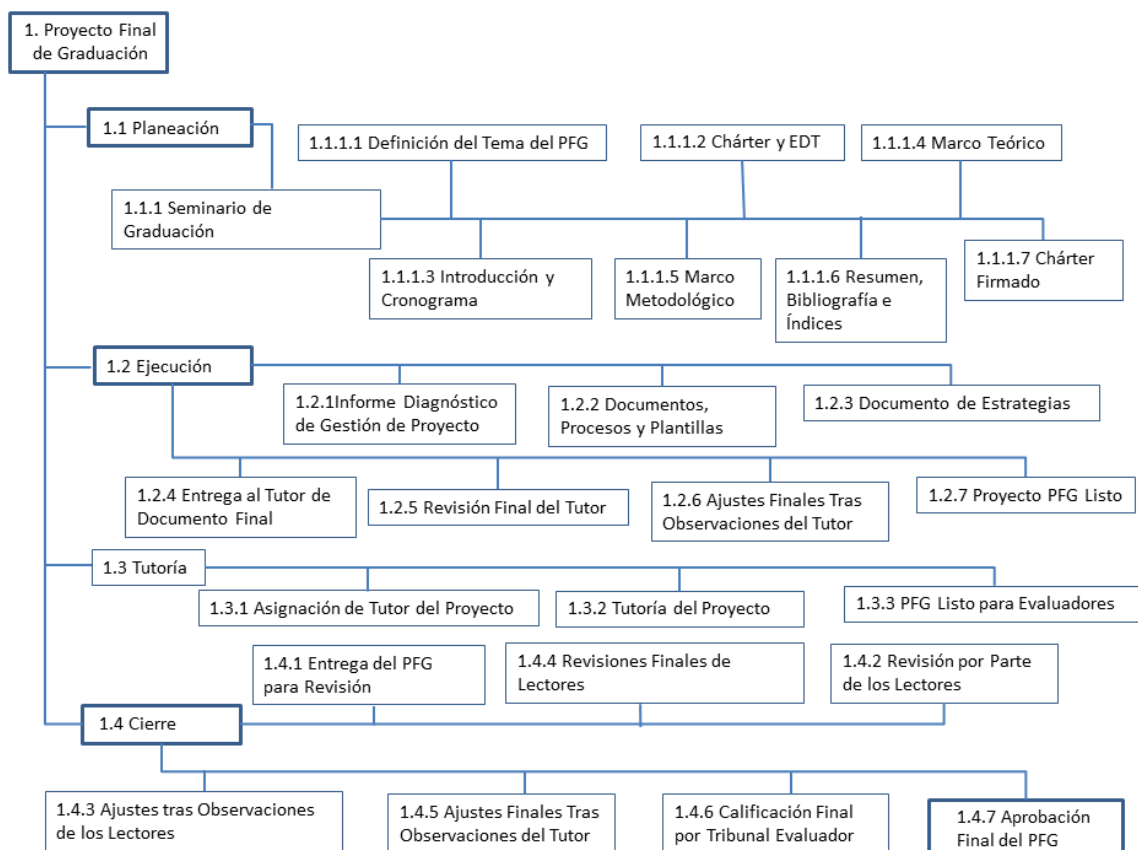 1. Proyecto Final
de Graduación
1.1 Planeación
1.1.1.1 Definición del Tema del PFG
1.1.1.2 Chárter y EDT
1.1.1.4 Marco Teórico
1.1.1 Seminario de
Graduación
1.1.1.3 Introducción y
Cronograma
1.1.1.5 Marco
Metodológico
1.1.1.6 Resumen,
Bibliografía e
Índices
1.1.1.7 Chárter
Firmado
1.2 Ejecución
1.2.1Informe Diagnóstico
de Gestión de Proyecto
1.2.2 Documentos,
Procesos y Plantillas
1.2.3 Documento de Estrategias
1.2.4 Entrega al Tutor de
Documento Final
1.2.5 Revisión Final del Tutor
1.2.6 Ajustes Finales Tras
Observaciones del Tutor
1.2.7 Proyecto PFG Listo
1.3 Tutoría
1.3.1 Asignación de Tutor del Proyecto
1.3.2 Tutoría del Proyecto
1.3.3 PFG Listo para Evaluadores
1.4.1 Entrega del PFG
para Revisión
1.4.4 Revisiones Finales de
Lectores
1.4.2 Revisión por Parte
de los Lectores
1.4 Cierre
1.4.3 Ajustes tras Observaciones
de los Lectores
1.4.5 Ajustes Finales Tras
Observaciones del Tutor
1.4.6 Calificación Final
por Tribunal Evaluador
1.4.7 Aprobación
Final del PFG